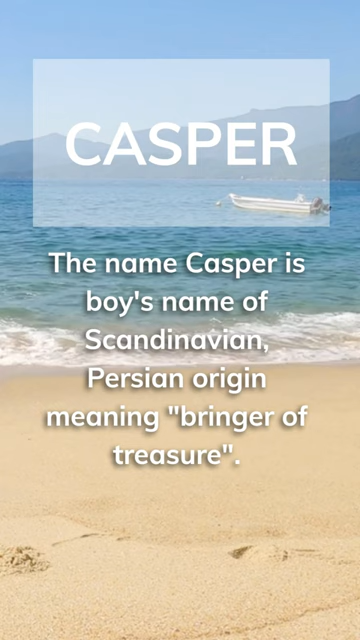 CASPER
The name Casper is
boy's name of
Scandinavian,
Persian origin
meaning "bringer of
treasure".